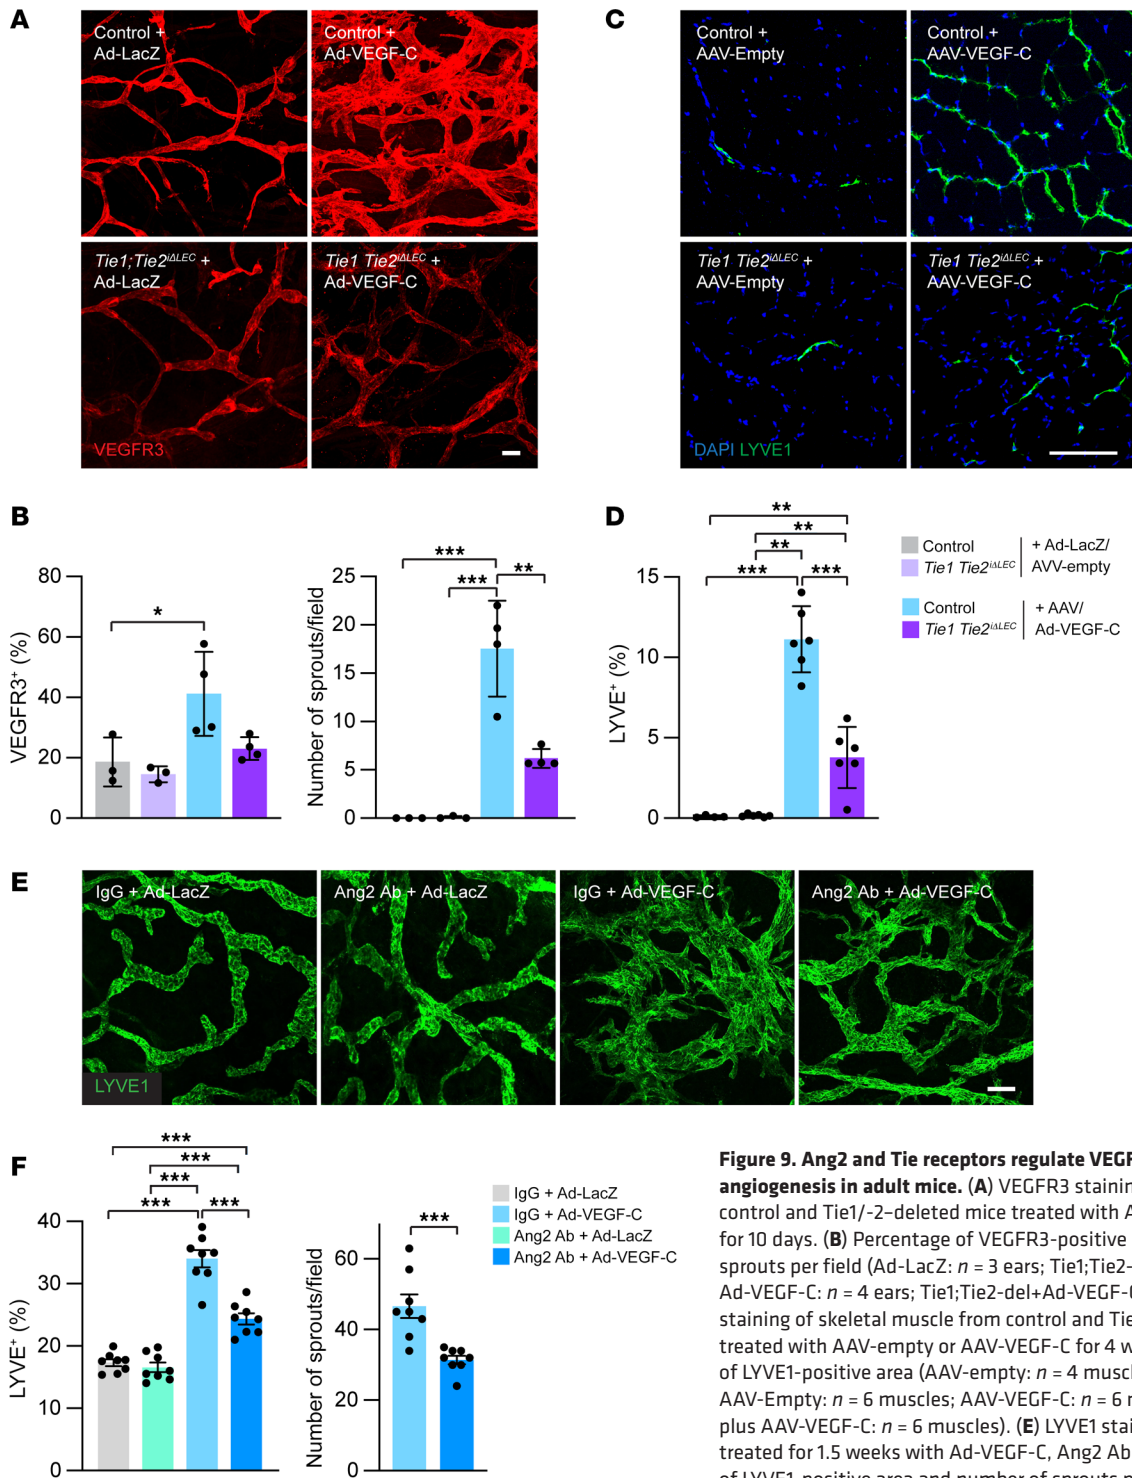 A
Control +
Ad-LacZ
Control +
Ad-VEGF-C
Tie1;Tie2iΔLEC +
Ad-LacZ
Tie1 Tie2iΔLEC +
Ad-VEGF-C
VEGFR3
C
Control +
AAV-Empty
Control +
AAV-VEGF-C
Tie1 Tie2iΔLEC +
AAV-Empty
Tie1 Tie2iΔLEC +
AAV-VEGF-C
DAPI LYVE1
B
VEGFR3+ (%)
80
60
40
20
0
*
Number of sprouts/field
25
20
15
10
5
0
***
***
**
D
LYVE+ (%)
15
10
5
0
**
**
**
***
***
Control
Tie1 Tie2iΔLEC
+ Ad-LacZ/
AVV-empty
Control
Tie1 Tie2iΔLEC
+ AAV/
Ad-VEGF-C
E
IgG + Ad-LacZ
Ang2 Ab + Ad-LacZ
IgG + Ad-VEGF-C
Ang2 Ab + Ad-VEGF-C
LYVE1
F
LYVE+ (%)
40
30
20
10
0
***
***
***
***
***
Number of sprouts/field
60
40
20
0
***
IgG + Ad-LacZ
IgG + Ad-VEGF-C
Ang2 Ab + Ad-LacZ
Ang2 Ab + Ad-VEGF-C
Figure 9. Ang2 and Tie receptors regulate VEGF
angiogenesis in adult mice. (A) VEGFR3 stainin
control and Tie1/-2–deleted mice treated with A
for 10 days. (B) Percentage of VEGFR3-positive
sprouts per field (Ad-LacZ: n = 3 ears; Tie1;Tie2-
Ad-VEGF-C: n = 4 ears; Tie1;Tie2-del+Ad-VEGF-C
staining of skeletal muscle from control and Tie
treated with AAV-empty or AAV-VEGF-C for 4 w
of LYVE1-positive area (AAV-empty: n = 4 muscl
AAV-Empty: n = 6 muscles; AAV-VEGF-C: n = 6 m
plus AAV-VEGF-C: n = 6 muscles). (E) LYVE1 stai
treated for 1.5 weeks with Ad-VEGF-C, Ang2 Ab
of LYVE1-positive area and number of sprouts p